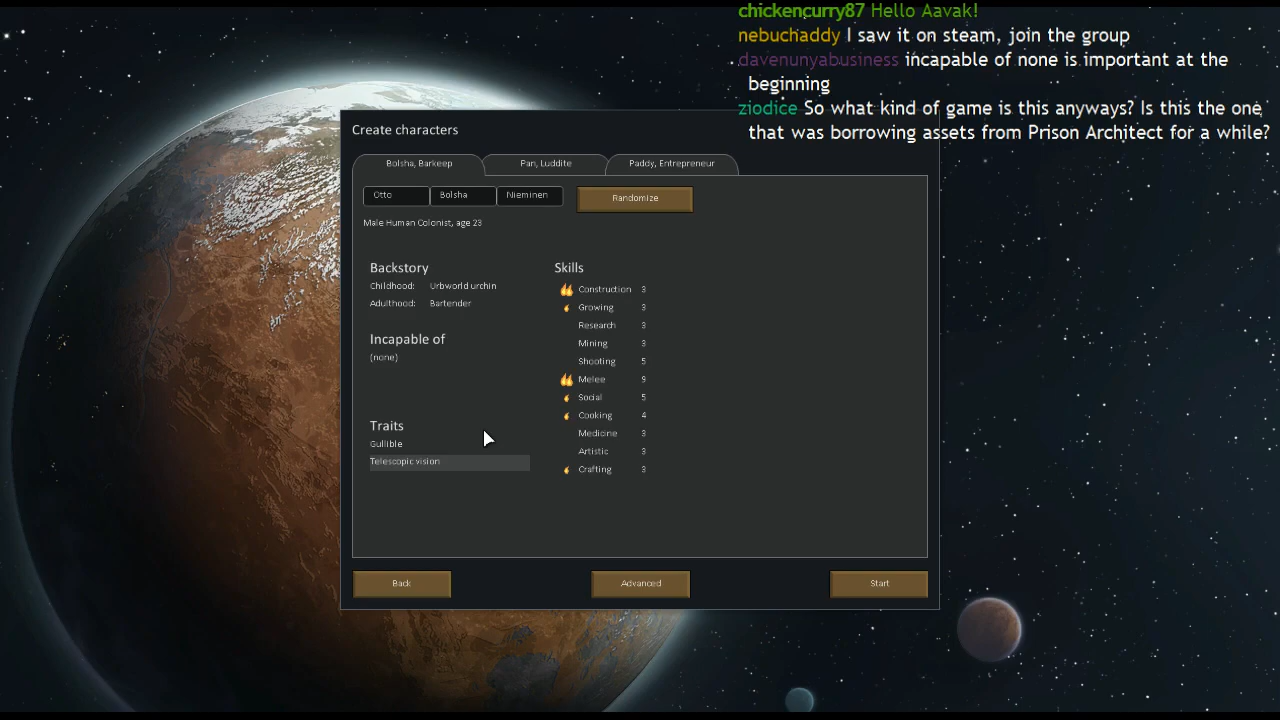 chickencurry87 Hello Aavak!
nebuchaddy I saw it on steam, join the group
davenunyabusiness incapable of none is important at the
beginning
ziodice So what kind of game is this anyways? Is this the one
that was borrowing assets from Prison Architect for a while?
Create characters
Bolsha, Barkeep
Pan, Luddite
Paddy, Entrepreneur
Otto
Bolsha
Nieminen
Randomize
Male Human Colonist, age 23
Backstory
Childhood: Urbworld urchin
Adulthood: Bartender
Incapable of
(none)
Traits
Gullible
Telescopic vision
Skills
Construction 3
Growing 3
Research 3
Mining 3
Shooting 5
Melee 9
Social 5
Cooking 4
Medicine 3
Artistic 3
Crafting 3
Back
Advanced
Start